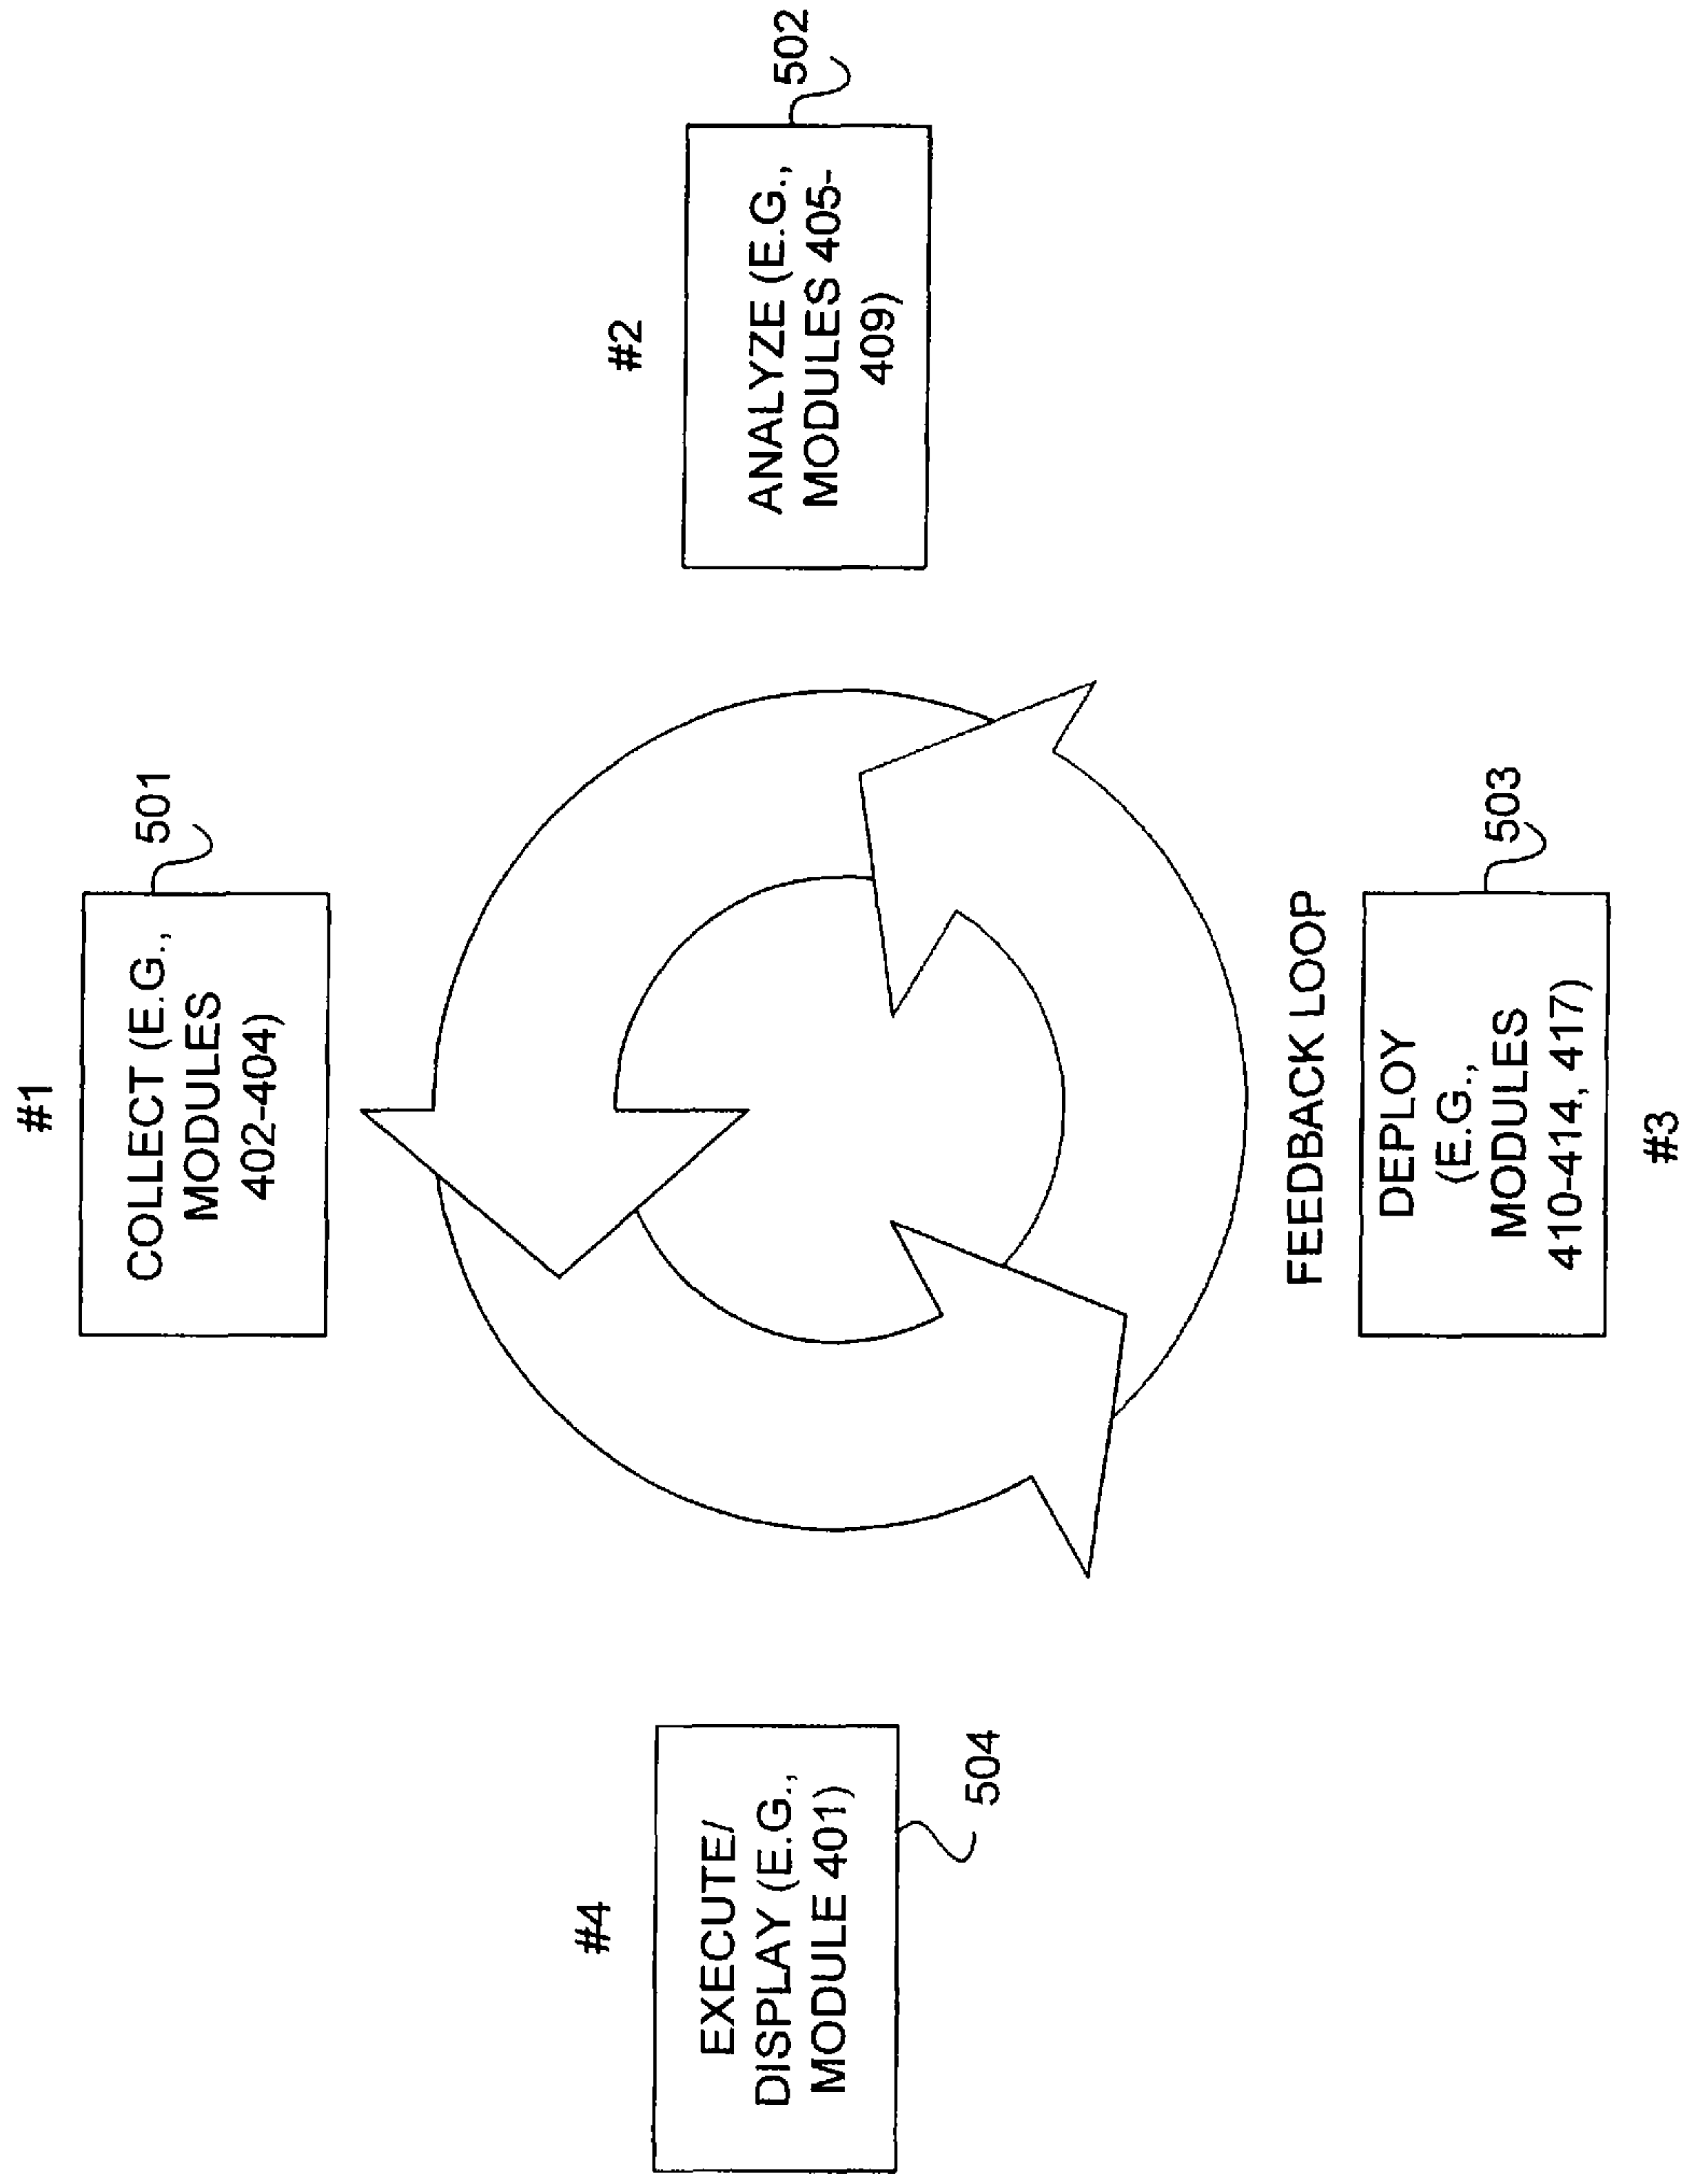 #1
COLLECT (E.G.,
MODULES
402-404)
501
#2
ANALYZE (E.G.,
MODULES 405-
409)
502
FEEDBACK LOOP
DEPLOY
(E.G.,
MODULES
410-414, 417)
503
#3
#4
EXECUTE/
DISPLAY (E.G.,
MODULE 401)
504